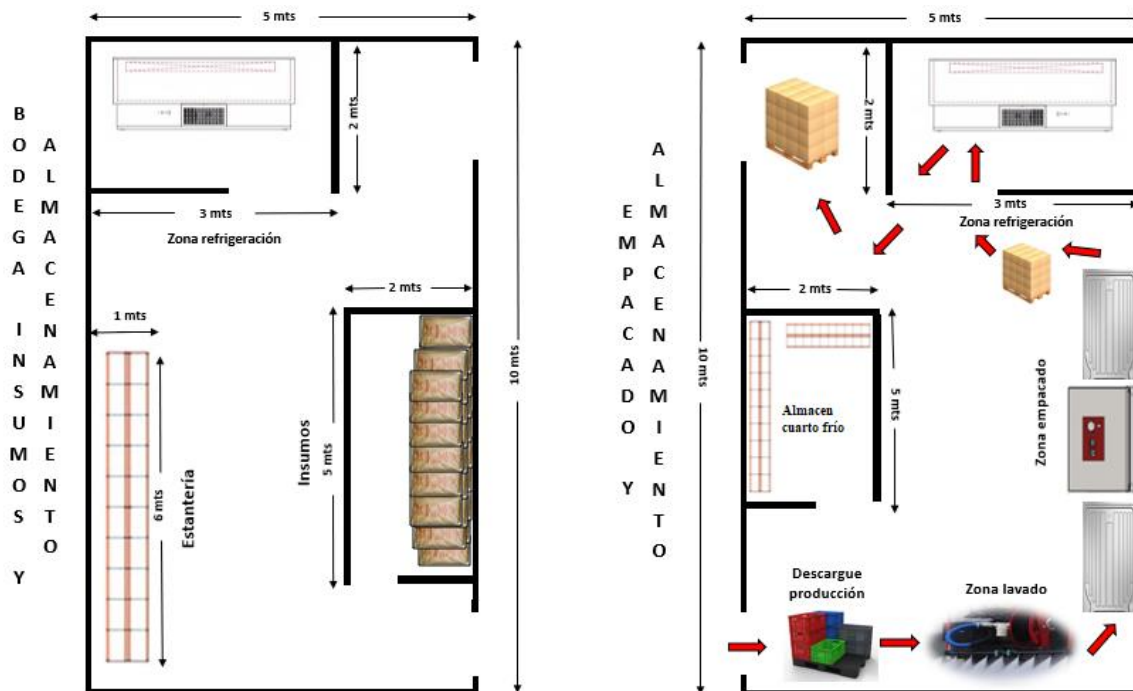 BODEGA INSUMOS Y
ALMACENAMIENTO
5 mts
2 mts
3 mts
Zona refrigeración
2 mts
1 mts
10 mts
5 mts
Insumos
6 mts
Estantería
ALMACENAMIENTO
EMPACADO Y
5 mts
2 mts
3 mts
Zona refrigeración
2 mts
10 mts
5 mts
Almacen
cuarto frío
Zona empacado
Descargue
producción
Zona lavado